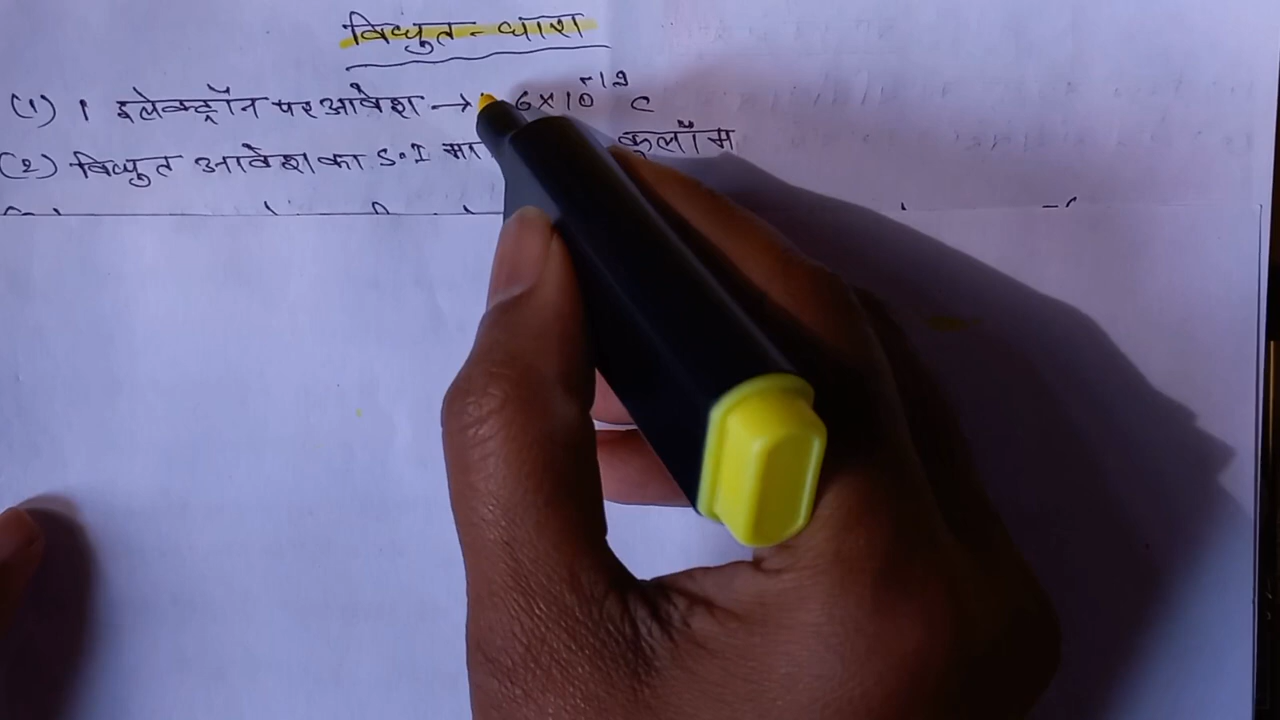 विधुत-धारा
(1) 1 इलेक्ट्रॉन पर आवेश → 6×10⁻¹⁹ C
(2) विधुत आवेश का S.I कूलॉम